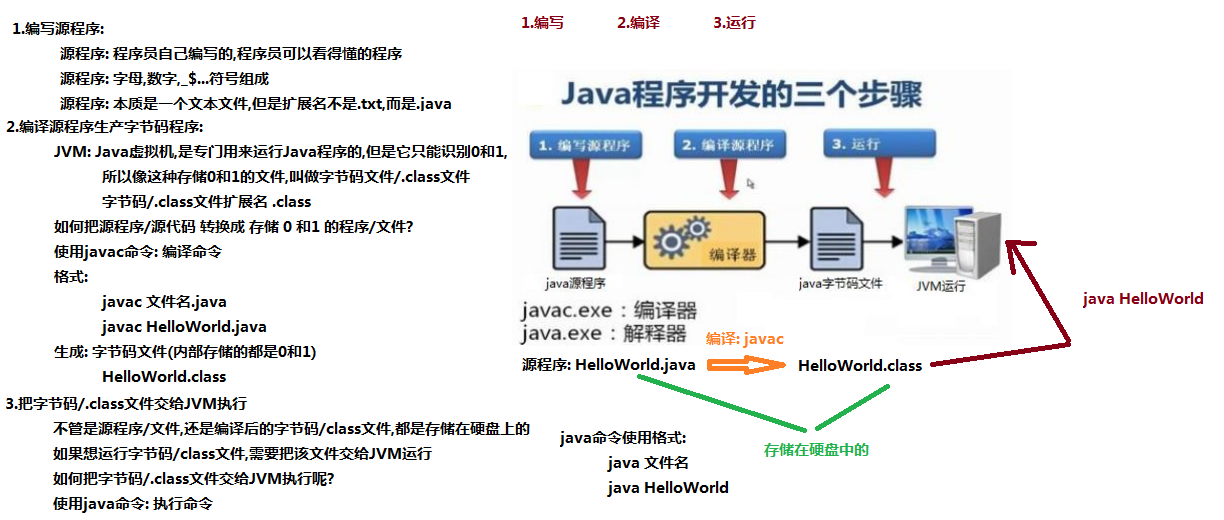 1.编写源程序:
源程序: 程序员自己编写的,程序员可以看得懂的程序
源程序: 字母,数字,_$...符号组成
源程序: 本质是一个文本文件,但是扩展名不是.txt,而是.java
2.编译源程序生产字节码程序:
JVM: Java虚拟机,是专门用来运行Java程序的,但是它只能识别0和1,
所以像这种存储0和1的文件,叫做字节码文件/.class文件
字节码/.class文件扩展名 .class
如何把源程序/源代码 转换成 存储 0 和1 的程序/文件?
使用javac命令: 编译命令
格式:
javac 文件名.java
javac HelloWorld.java
生成: 字节码文件(内部存储的都是0和1)
HelloWorld.class
3.把字节码/.class文件交给JVM执行
不管是源程序/文件,还是编译后的字节码/class文件,都是存储在硬盘上的
如果想运行字节码/class文件,需要把该文件交给JVM运行
如何把字节码/.class文件交给JVM执行呢?
使用java命令: 执行命令
1.编写 2.编译 3.运行
Java程序开发的三个步骤
1. 编写源程序 2. 编译源程序 3. 运行
编译器
java源程序 java字节码文件 JVM运行
javac.exe：编译器
java.exe：解释器
编译: javac
源程序: HelloWorld.java HelloWorld.class
java HelloWorld
存储在硬盘中的
java命令使用格式:
java 文件名
java HelloWorld